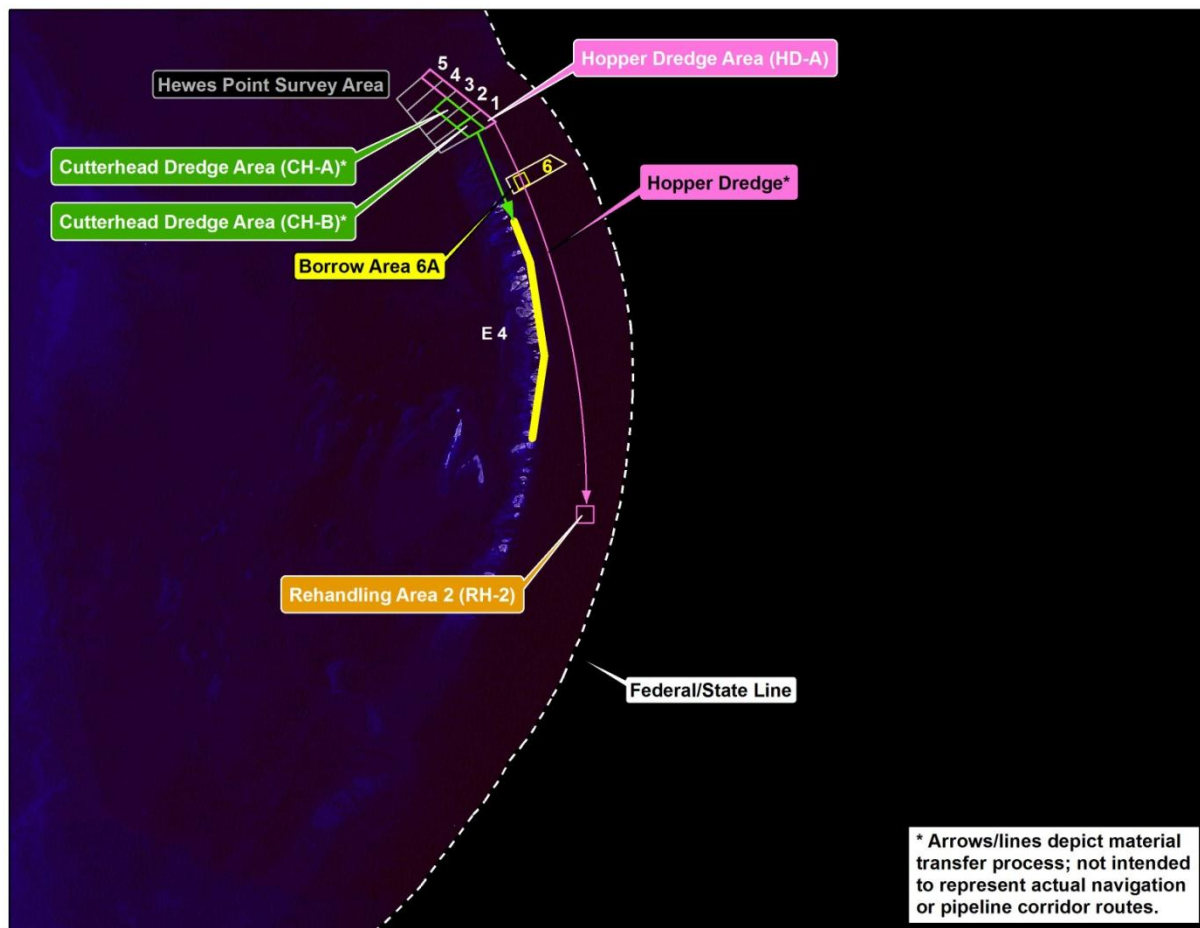 Hopper Dredge Area (HD-A)
5
4
3
2
1
Hewes Point Survey Area
Cutterhead Dredge Area (CH-A)*
6
Hopper Dredge*
Cutterhead Dredge Area (CH-B)*
Borrow Area 6A
E 4
Rehandling Area 2 (RH-2)
Federal/State Line
* Arrows/lines depict material
transfer process; not intended
to represent actual navigation
or pipeline corridor routes.